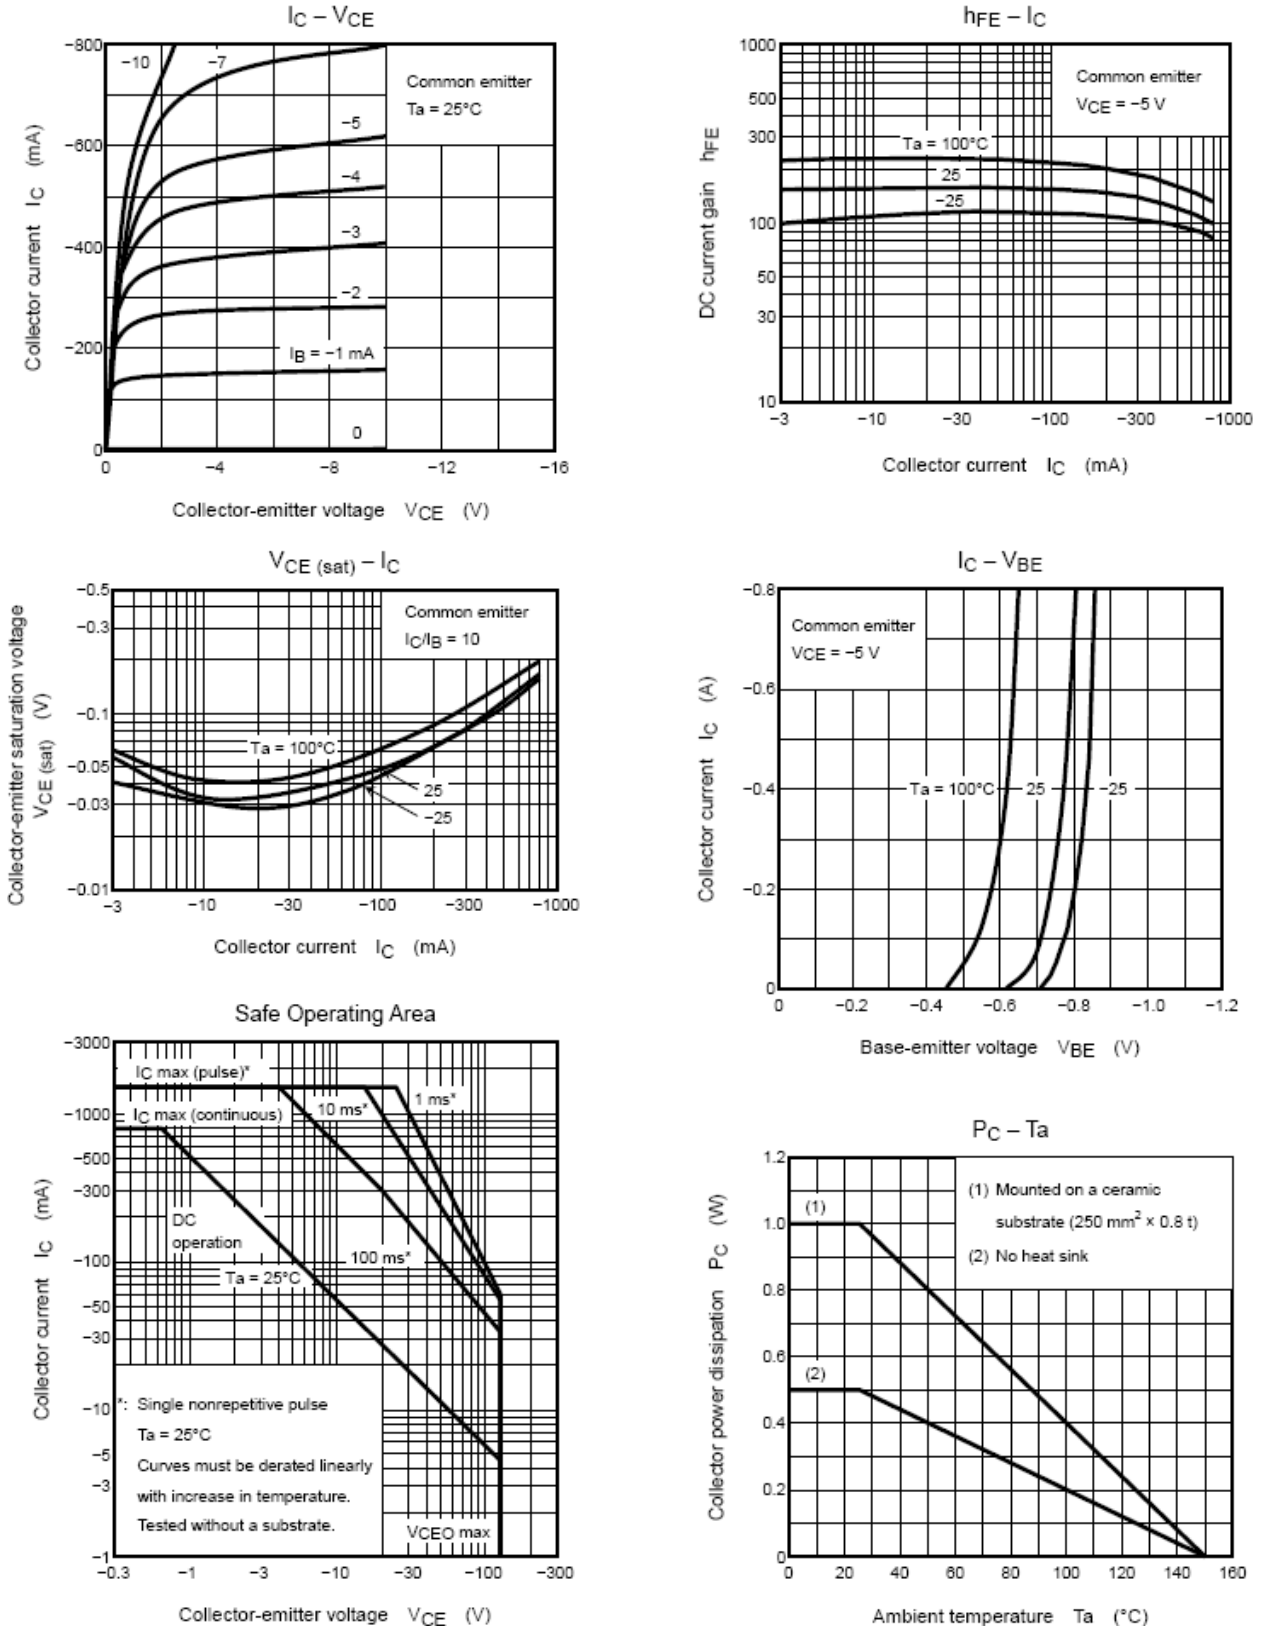 IC – VCE
−800
−600
−400
−200
0
−10
−7
Common emitter
Ta = 25°C
−5
−4
−3
−2
IB = −1 mA
0
0
−4
−8
−12
−16
Collector current IC (mA)
Collector-emitter voltage VCE (V)
hFE – IC
1000
500
300
100
50
30
10
Common emitter
VCE = −5 V
Ta = 100°C
25
−25
−3
−10
−30
−100
−300
−1000
DC current gain hFE
Collector current IC (mA)
VCE (sat) – IC
−0.5
−0.3
−0.1
−0.05
−0.03
−0.01
Common emitter
IC/IB = 10
Ta = 100°C
25
−25
−3
−10
−30
−100
−300
−1000
Collector-emitter saturation voltage
VCE (sat) (V)
Collector current IC (mA)
IC – VBE
−0.8
−0.6
−0.4
−0.2
0
Common emitter
VCE = −5 V
Ta = 100°C
25
−25
0
−0.2
−0.4
−0.6
−0.8
−1.0
−1.2
Collector current IC (A)
Base-emitter voltage VBE (V)
Safe Operating Area
−3000
−1000
−500
−300
−100
−50
−30
−10
−5
−3
−1
IC max (pulse)*
IC max (continuous)
10 ms*
1 ms*
DC
operation
Ta = 25°C
100 ms*
*: Single nonrepetitive pulse
Ta = 25°C
Curves must be derated linearly
with increase in temperature.
Tested without a substrate.
VCEO max
−0.3
−1
−3
−10
−30
−100
−300
Collector current IC (mA)
Collector-emitter voltage VCE (V)
PC – Ta
1.2
1.0
0.8
0.6
0.4
0.2
0
(1)
(2)
(1) Mounted on a ceramic
substrate (250 mm² × 0.8 t)
(2) No heat sink
0
20
40
60
80
100
120
140
160
Collector power dissipation PC (W)
Ambient temperature Ta (°C)